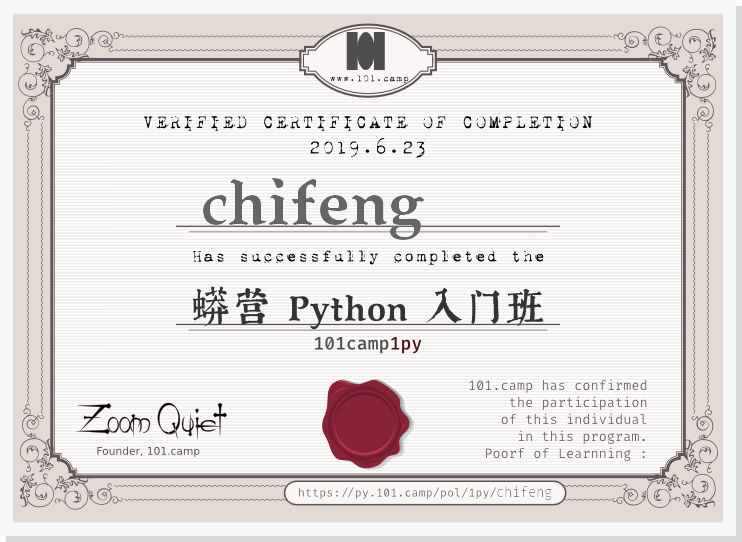 101
www.101.camp
VERIFIED CERTIFICATE OF COMPLETION
2019.6.23
chifeng
Has successfully completed the
蟒营 Python 入门班
101camp1py
101.camp has confirmed
the participation
of this individual
in this program.
Poorf of Learnning :
Zoom Quiet
Founder, 101.camp
https://py.101.camp/pol/1py/chifeng